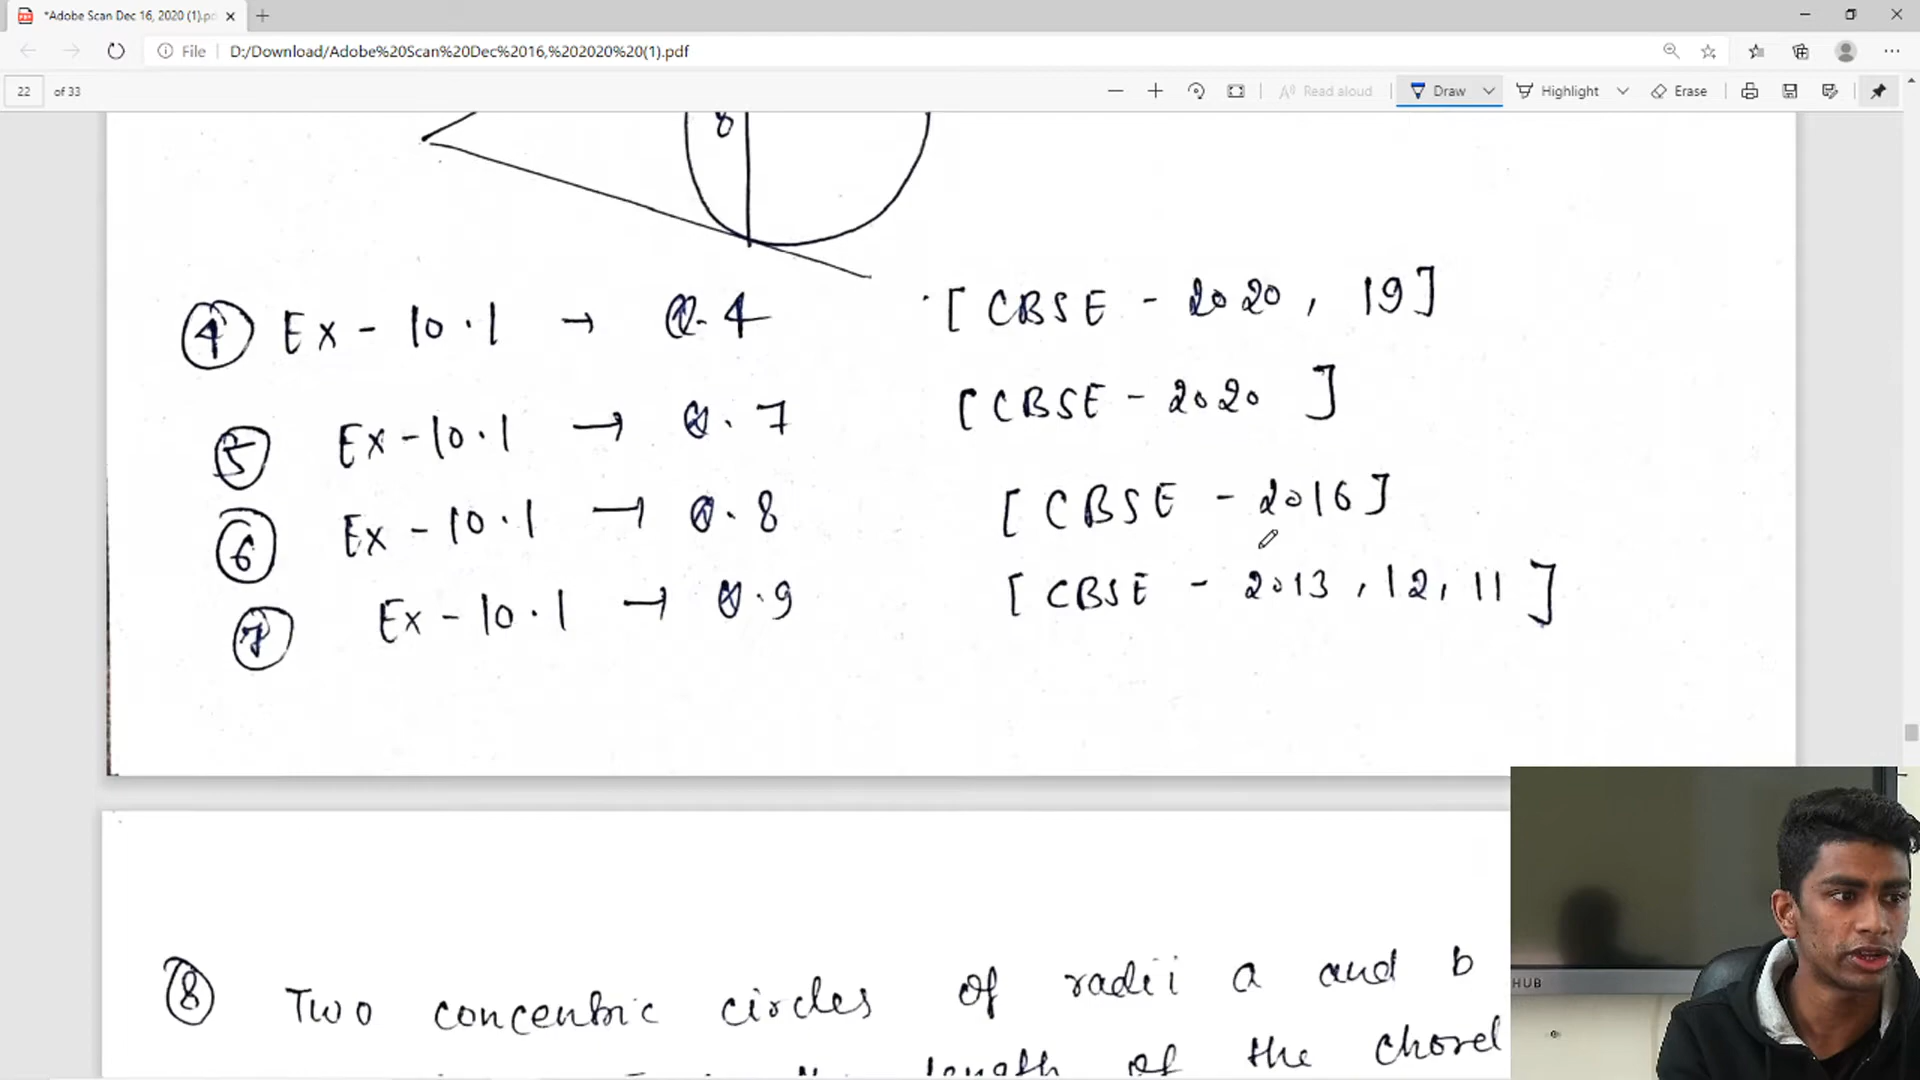 *Adobe Scan Dec 16, 2020 (1).pd
File D:/Download/Adobe%20Scan%20Dec%2016,%202020%20(1).pdf
22 of 33 Read aloud Draw Highlight Erase
8
4 Ex - 10.1 → Q.4 [CBSE - 2020, 19]
5 Ex - 10.1 → Q.7 [CBSE - 2020 ]
6 Ex - 10.1 → Q.8 [CBSE - 2016]
7 Ex - 10.1 → Q.9 [CBSE - 2013, 12, 11]
8 Two concentric circles of radii a and b
length of the chord
HUB